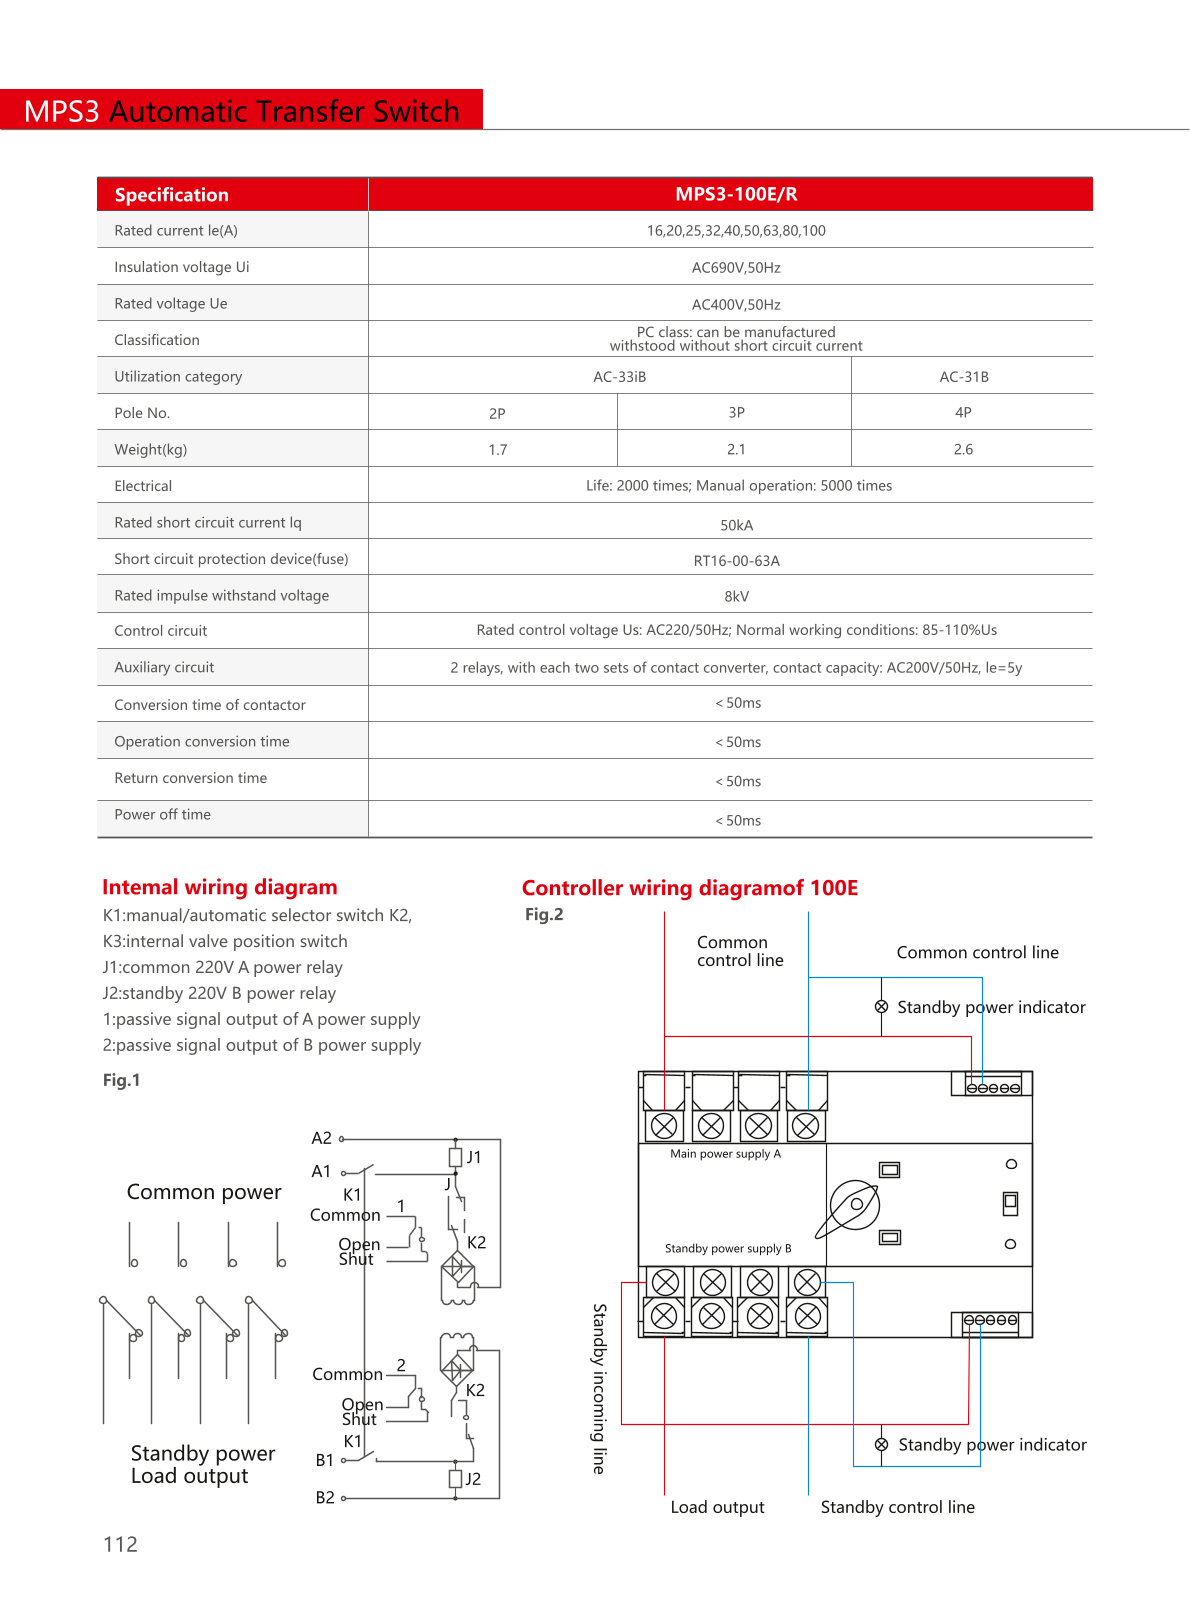 MPS3 Automatic Transfer Switch
Specification MPS3-100E/R
Rated current le(A) 16,20,25,32,40,50,63,80,100
Insulation voltage Ui AC690V,50Hz
Rated voltage Ue AC400V,50Hz
Classification PC class: can be manufactured
withstood without short circuit current
Utilization category AC-33iB AC-31B
Pole No. 2P 3P 4P
Weight(kg) 1.7 2.1 2.6
Electrical Life: 2000 times; Manual operation: 5000 times
Rated short circuit current lq 50kA
Short circuit protection device(fuse) RT16-00-63A
Rated impulse withstand voltage 8kV
Control circuit Rated control voltage Us: AC220/50Hz; Normal working conditions: 85-110%Us
Auxiliary circuit 2 relays, with each two sets of contact converter, contact capacity: AC200V/50Hz, le=5y
Conversion time of contactor < 50ms
Operation conversion time < 50ms
Return conversion time < 50ms
Power off time < 50ms
Intemal wiring diagram
K1:manual/automatic selector switch K2,
K3:internal valve position switch
J1:common 220V A power relay
J2:standby 220V B power relay
1:passive signal output of A power supply
2:passive signal output of B power supply
Fig.1
A2
J1
A1
J
K1
Common power
1
Common
Open
Shut
K2
2
Common
K2
Open
Shut
K1
B1
Standby power
Load output
J2
B2
Controller wiring diagramof 100E
Fig.2
Common
control line
Common control line
Standby power indicator
Main power supply A
Standby power supply B
Standby incoming line
Standby power indicator
Load output
Standby control line
112